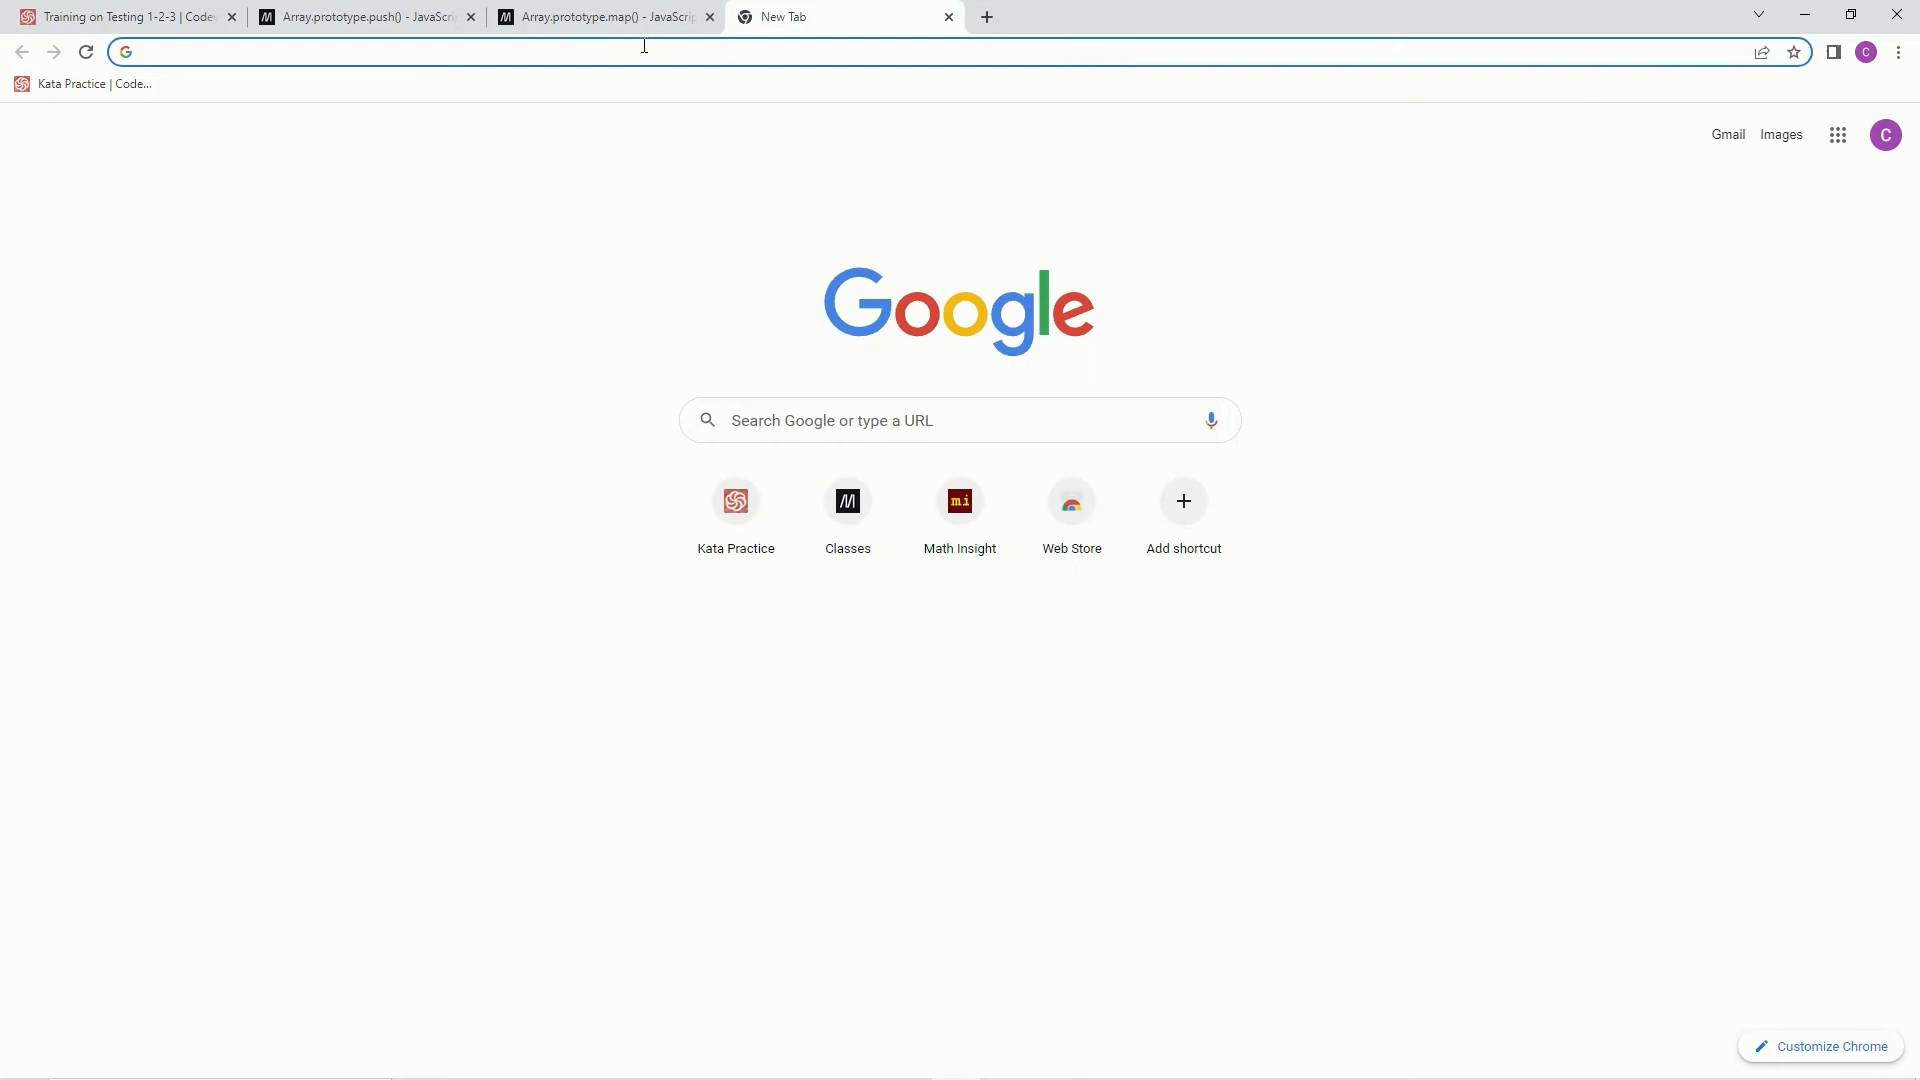 Training on Testing 1-2-3 | Codew
Array.prototype.push() - JavaScrip
Array.prototype.map() - JavaScrip
New Tab
C
Kata Practice | Code...
Gmail
Images
C
Google
Search Google or type a URL
mi
Kata Practice
Classes
Math Insight
Web Store
Add shortcut
Customize Chrome